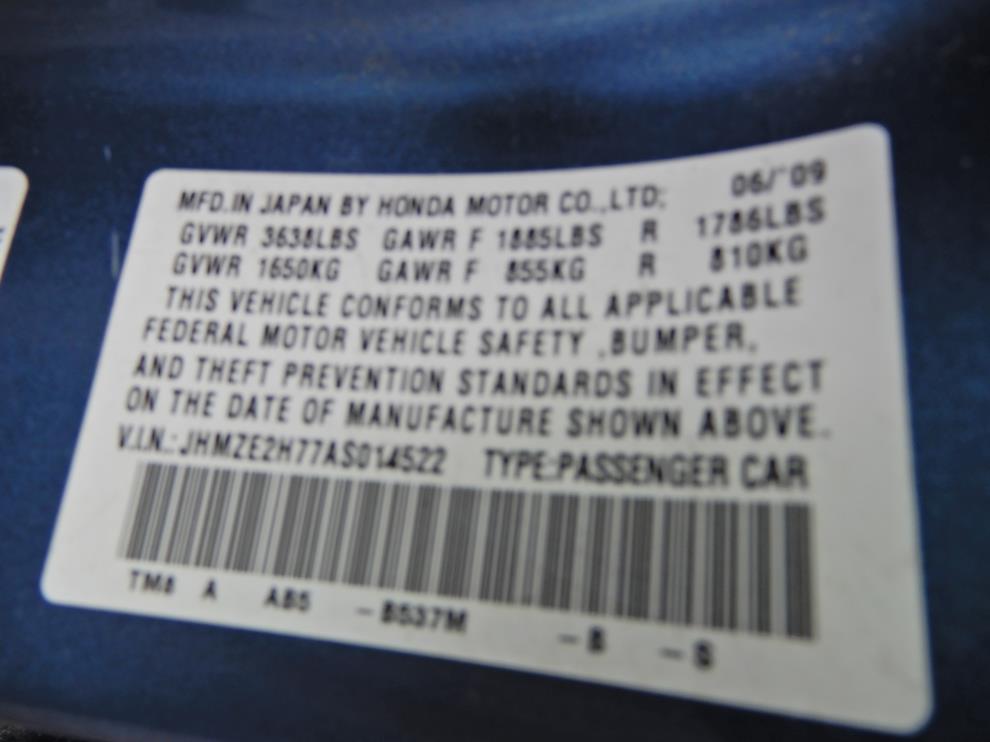 MFD. IN JAPAN BY HONDA MOTOR CO.,LTD; 06/'09
GVWR 3638LBS GAWR F 1885LBS R 1786LBS
GVWR 1650KG GAWR F 855KG R 810KG
THIS VEHICLE CONFORMS TO ALL APPLICABLE
FEDERAL MOTOR VEHICLE SAFETY ,BUMPER,
AND THEFT PREVENTION STANDARDS IN EFFECT
ON THE DATE OF MANUFACTURE SHOWN ABOVE.
V.I.N.:JHMZE2H77AS014522 TYPE:PASSENGER CAR
TM8 A AB5 - B537M